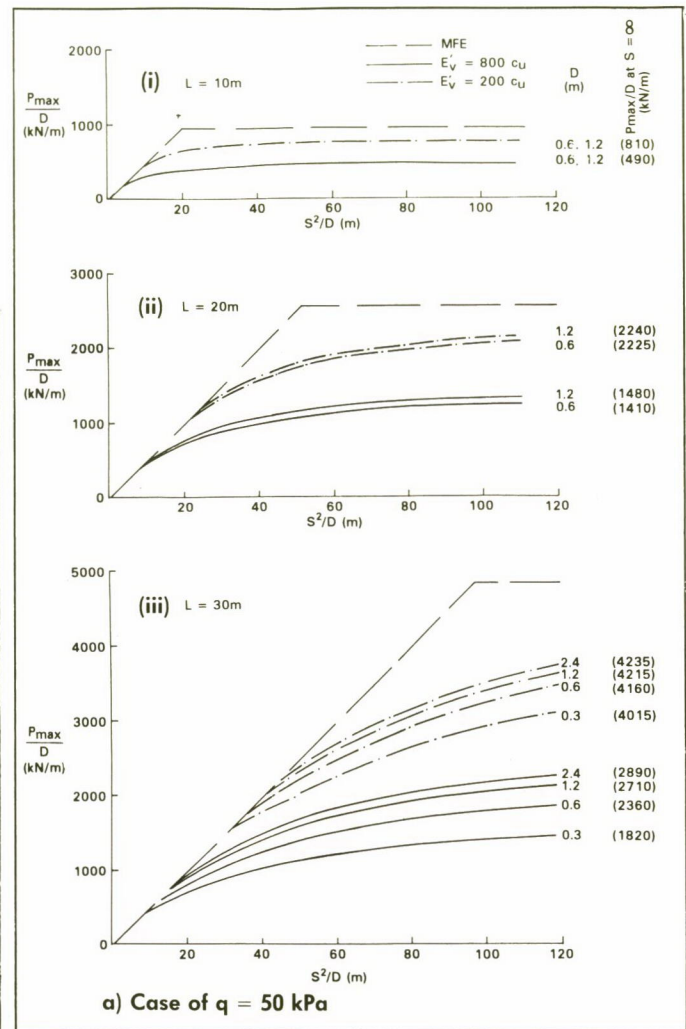 MFE
E'v = 800 cu
E'v = 200 cu
D
(m)
Pmax/D at S = ∞
(kN/m)
(i) L = 10m
Pmax
D
(kN/m)
2000
1000
0
0.6, 1.2 (810)
0.6, 1.2 (490)
20 40 60 80 100 120
S²/D (m)
(ii) L = 20m
Pmax
D
(kN/m)
3000
2000
1000
0
1.2 (2240)
0.6 (2225)
1.2 (1480)
0.6 (1410)
20 40 60 80 100 120
S²/D (m)
(iii) L = 30m
Pmax
D
(kN/m)
5000
4000
3000
2000
1000
0
2.4 (4235)
1.2 (4215)
0.6 (4160)
0.3 (4015)
2.4 (2890)
1.2 (2710)
0.6 (2360)
0.3 (1820)
20 40 60 80 100 120
S²/D (m)
a) Case of q = 50 kPa